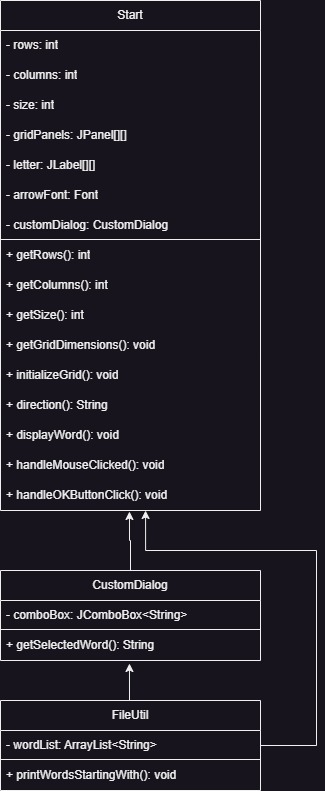 Start
- rows: int
- columns: int
- size: int
- gridPanels: JPanel[][]
- letter: JLabel[][]
- arrowFont: Font
- customDialog: CustomDialog
+ getRows(): int
+ getColumns(): int
+ getSize(): int
+ getGridDimensions(): void
+ initializeGrid(): void
+ direction(): String
+ displayWord(): void
+ handleMouseClicked(): void
+ handleOKButtonClick(): void
CustomDialog
- comboBox: JComboBox<String>
+ getSelectedWord(): String
FileUtil
- wordList: ArrayList<String>
+ printWordsStartingWith(): void